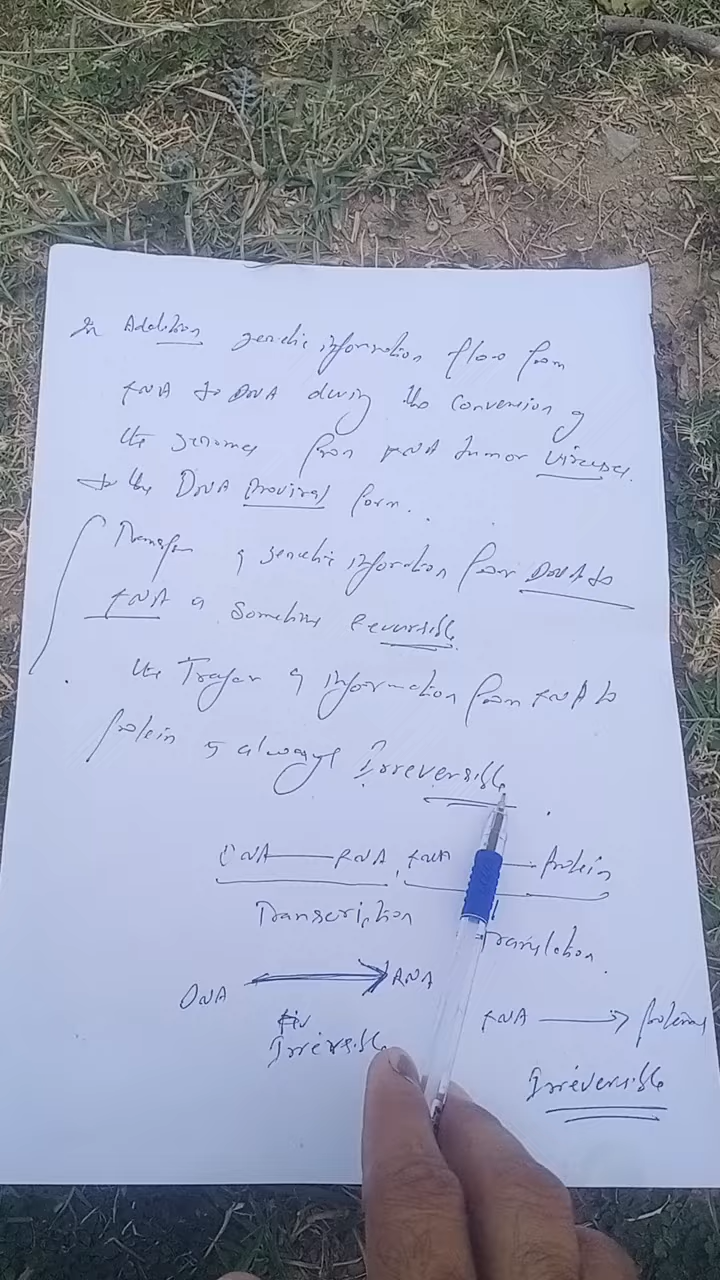 In Addition genetic information flow from
RNA to DNA during the conversion of
the genomes from RNA tumor viruses
to the DNA Proviral form.
Transfer of genetic information from DNA to
RNA is Sometime Reversible
the Trasfer of information from RNA to
Protein is always Irreversible.
DNA — RNA, RNA — Protein
Transcription
Translation.
DNA ⟷ RNA
RNA → Proteins
Irreversible